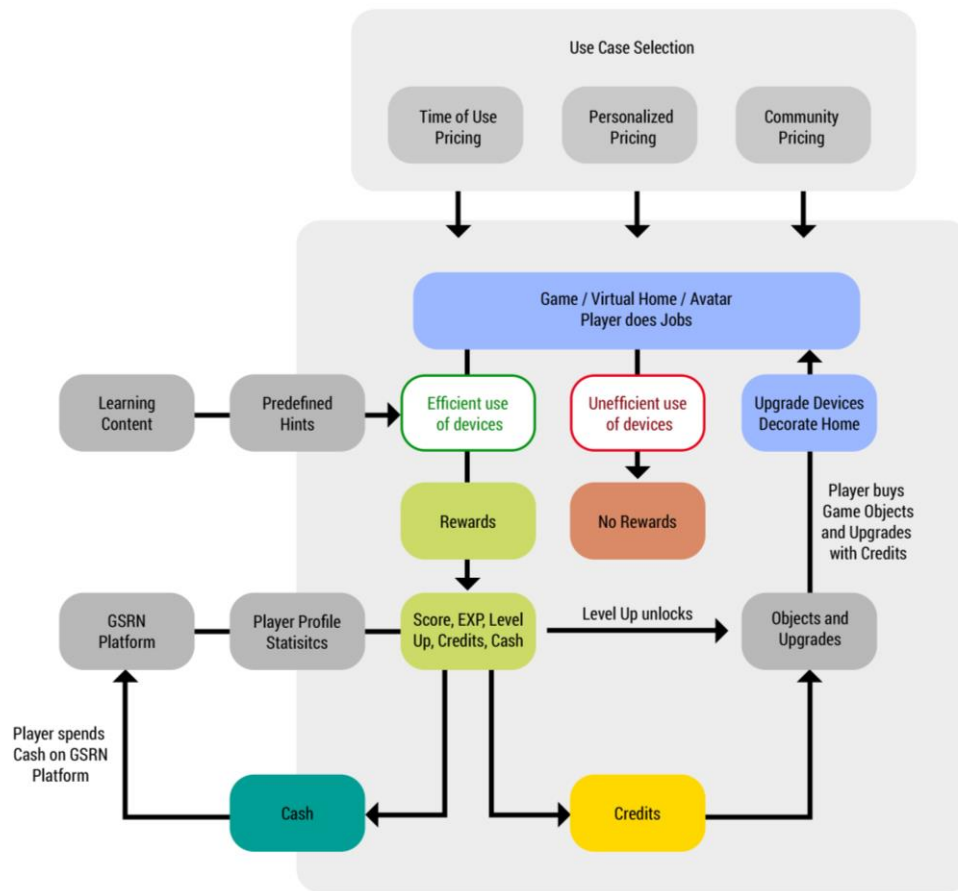 Use Case Selection
Time of Use
Pricing
Personalized
Pricing
Community
Pricing
Game / Virtual Home / Avatar
Player does Jobs
Learning
Content
Predefined
Hints
Efficient use
of devices
Unefficient use
of devices
Upgrade Devices
Decorate Home
Player buys
Game Objects
and Upgrades
with Credits
Rewards
No Rewards
GSRN
Platform
Player Profile
Statisitcs
Score, EXP, Level
Up, Credits, Cash
Level Up unlocks
Objects and
Upgrades
Player spends
Cash on GSRN
Platform
Cash
Credits